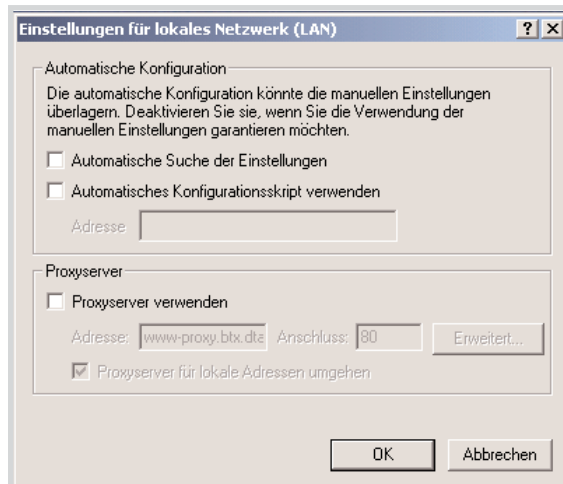 Einstellungen für lokales Netzwerk (LAN)
Automatische Konfiguration
Die automatische Konfiguration könnte die manuellen Einstellungen
überlagern. Deaktivieren Sie sie, wenn Sie die Verwendung der
manuellen Einstellungen garantieren möchten.
Automatische Suche der Einstellungen
Automatisches Konfigurationsskript verwenden
Adresse
Proxyserver
Proxyserver verwenden
Adresse: www-proxy.btx.dta Anschluss: 80 Erweitert...
Proxyserver für lokale Adressen umgehen
OK Abbrechen